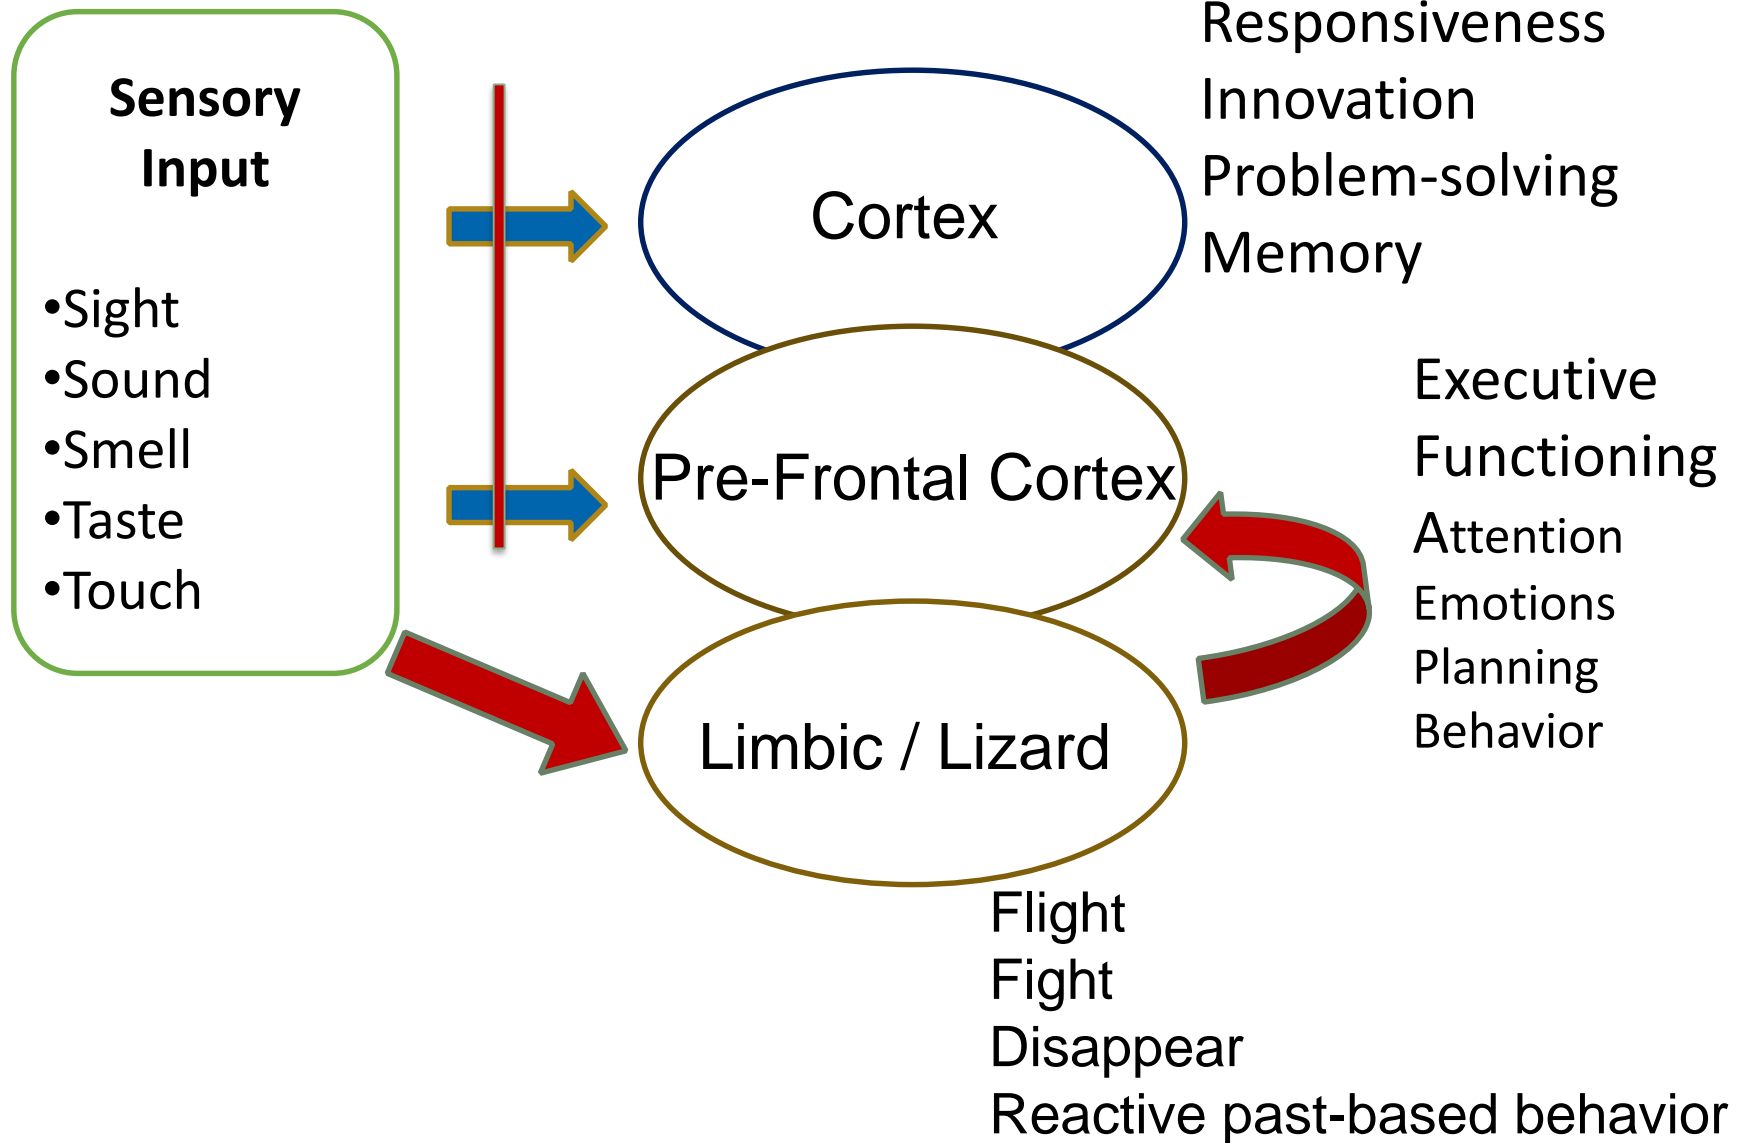 Sensory
Input
•Sight
•Sound
•Smell
•Taste
•Touch
Cortex
Pre-Frontal Cortex
Limbic / Lizard
Responsiveness
Innovation
Problem-solving
Memory
Executive
Functioning
Attention
Emotions
Planning
Behavior
Flight
Fight
Disappear
Reactive past-based behavior